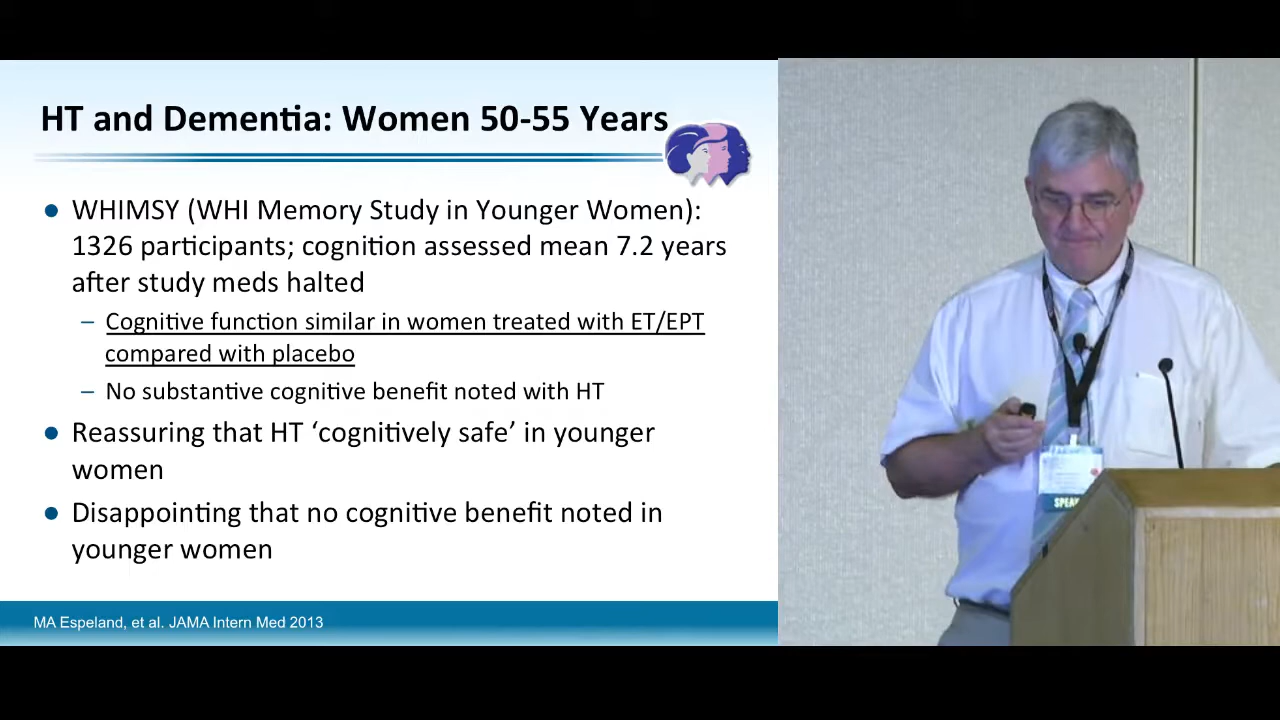 HT and Dementia: Women 50-55 Years
● WHIMSY (WHI Memory Study in Younger Women):
1326 participants; cognition assessed mean 7.2 years
after study meds halted
– Cognitive function similar in women treated with ET/EPT
compared with placebo
– No substantive cognitive benefit noted with HT
● Reassuring that HT ‘cognitively safe’ in younger
women
● Disappointing that no cognitive benefit noted in
younger women
MA Espeland, et al. JAMA Intern Med 2013